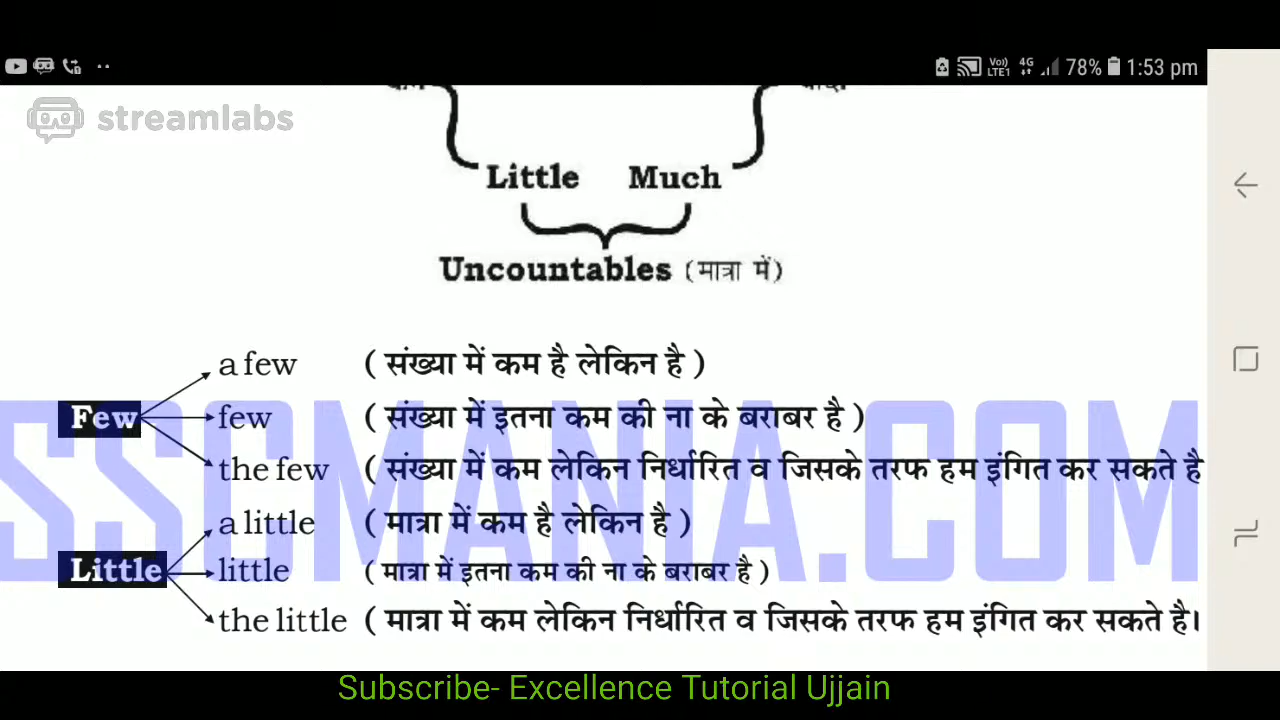 78% 1:53 pm
streamlabs
Little Much
Uncountables (मात्रा में)
a few ( संख्या में कम है लेकिन है )
Few few ( संख्या में इतना कम की ना के बराबर है )
the few ( संख्या में कम लेकिन निर्धारित व जिसके तरफ हम इंगित कर सकते है
a little ( मात्रा में कम है लेकिन है )
Little little ( मात्रा में इतना कम की ना के बराबर है )
the little ( मात्रा में कम लेकिन निर्धारित व जिसके तरफ हम इंगित कर सकते है।
SSCMANIA.COM
Subscribe- Excellence Tutorial Ujjain